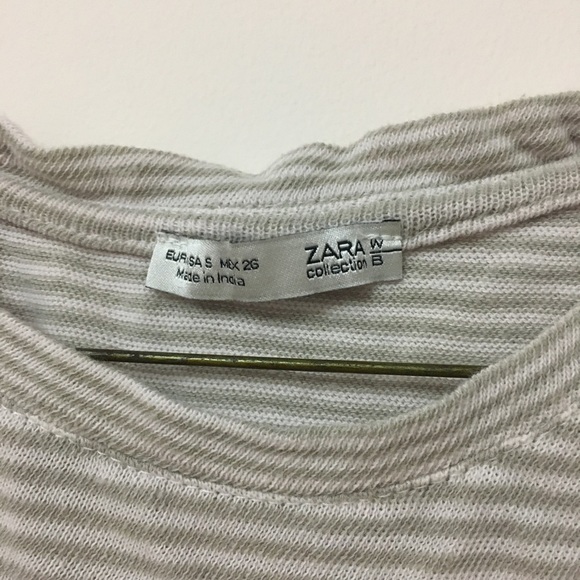 EUR S USA S MEX 26
Made in India
ZARA W/B
collection